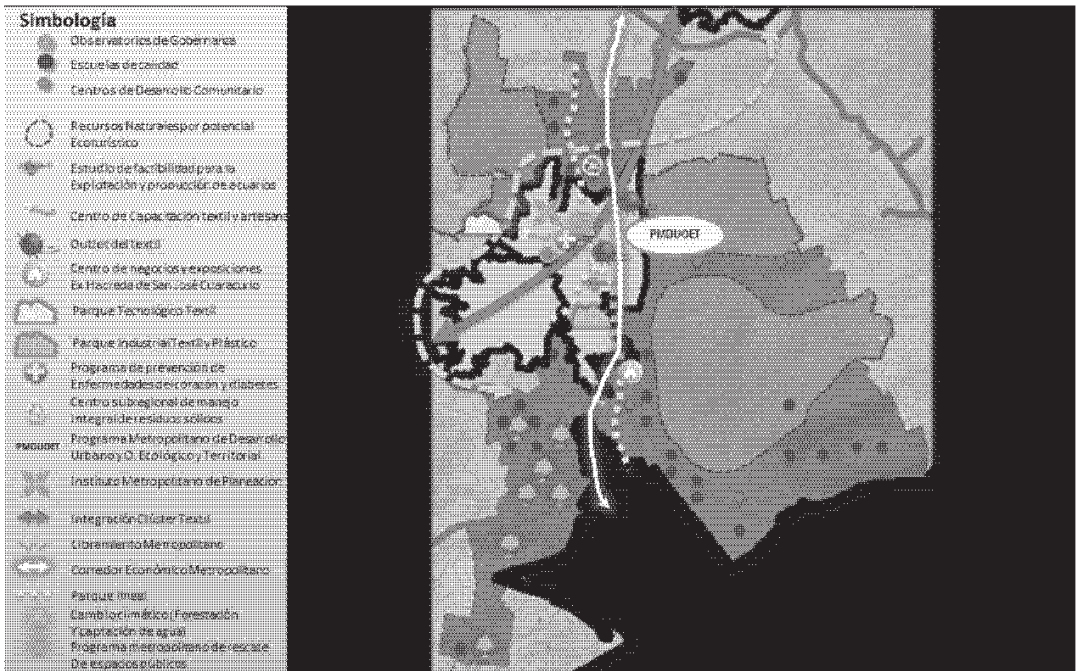 Simbología
Observatorios de Gobernanza
Escuelas de calidad
Centros de Desarrollo Comunitario
Recursos Naturales por potencial
Ecoturístico
Estudio de factibilidad para la
Explotación y producción de acuarios
Centro de Capacitación textil y artesana
Outlet del textil
Centro de negocios y exposiciones
Ex Hacieda de San José Cuaracurio
Parque Tecnológico Textil
Parque Industrial Textil y Plástico
Programa de prevención de
Enfermedades de corazón y diabetes
Centro subregional de manejo
Integral de residuos sólidos
PMDUOET Programa Metropolitano de Desarrollo
Urbano y O. Ecológico y Territorial
Instituto Metropolitano de Planeación
Integración Clúster Textil
Libramiento Metropolitano
Corredor Económico Metropolitano
Parque lineal
Cambio climático (Forestación
Y captación de agua)
Programa metropolitano de rescate
De espacios públicos
PMDUOET